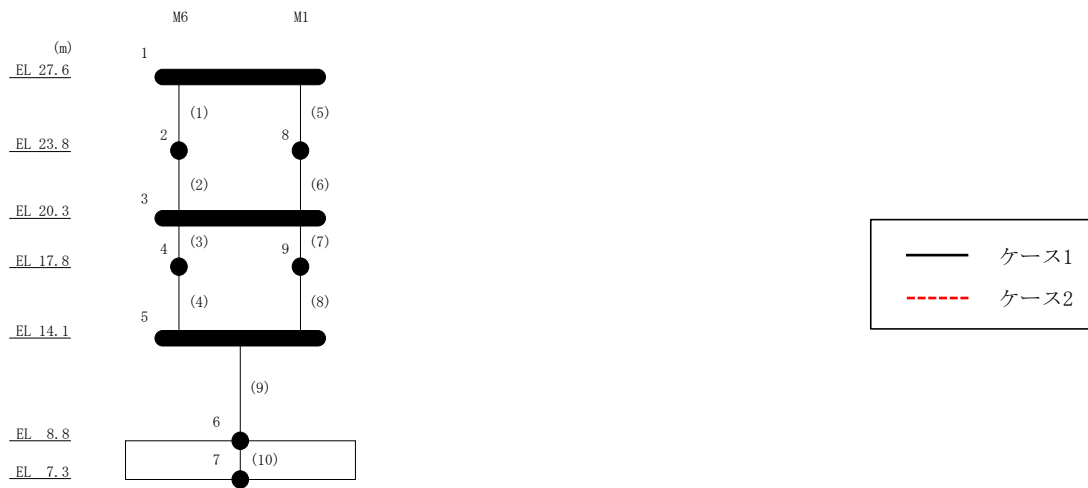 M6 M1
(m)
1
EL 27.6
(1) (5)
2 8
EL 23.8
(2) (6)
3
EL 20.3
(3) (7)
4 9
EL 17.8
(4) (8)
5
EL 14.1
(9)
6
EL 8.8
7 (10)
EL 7.3
ケース1
ケース2